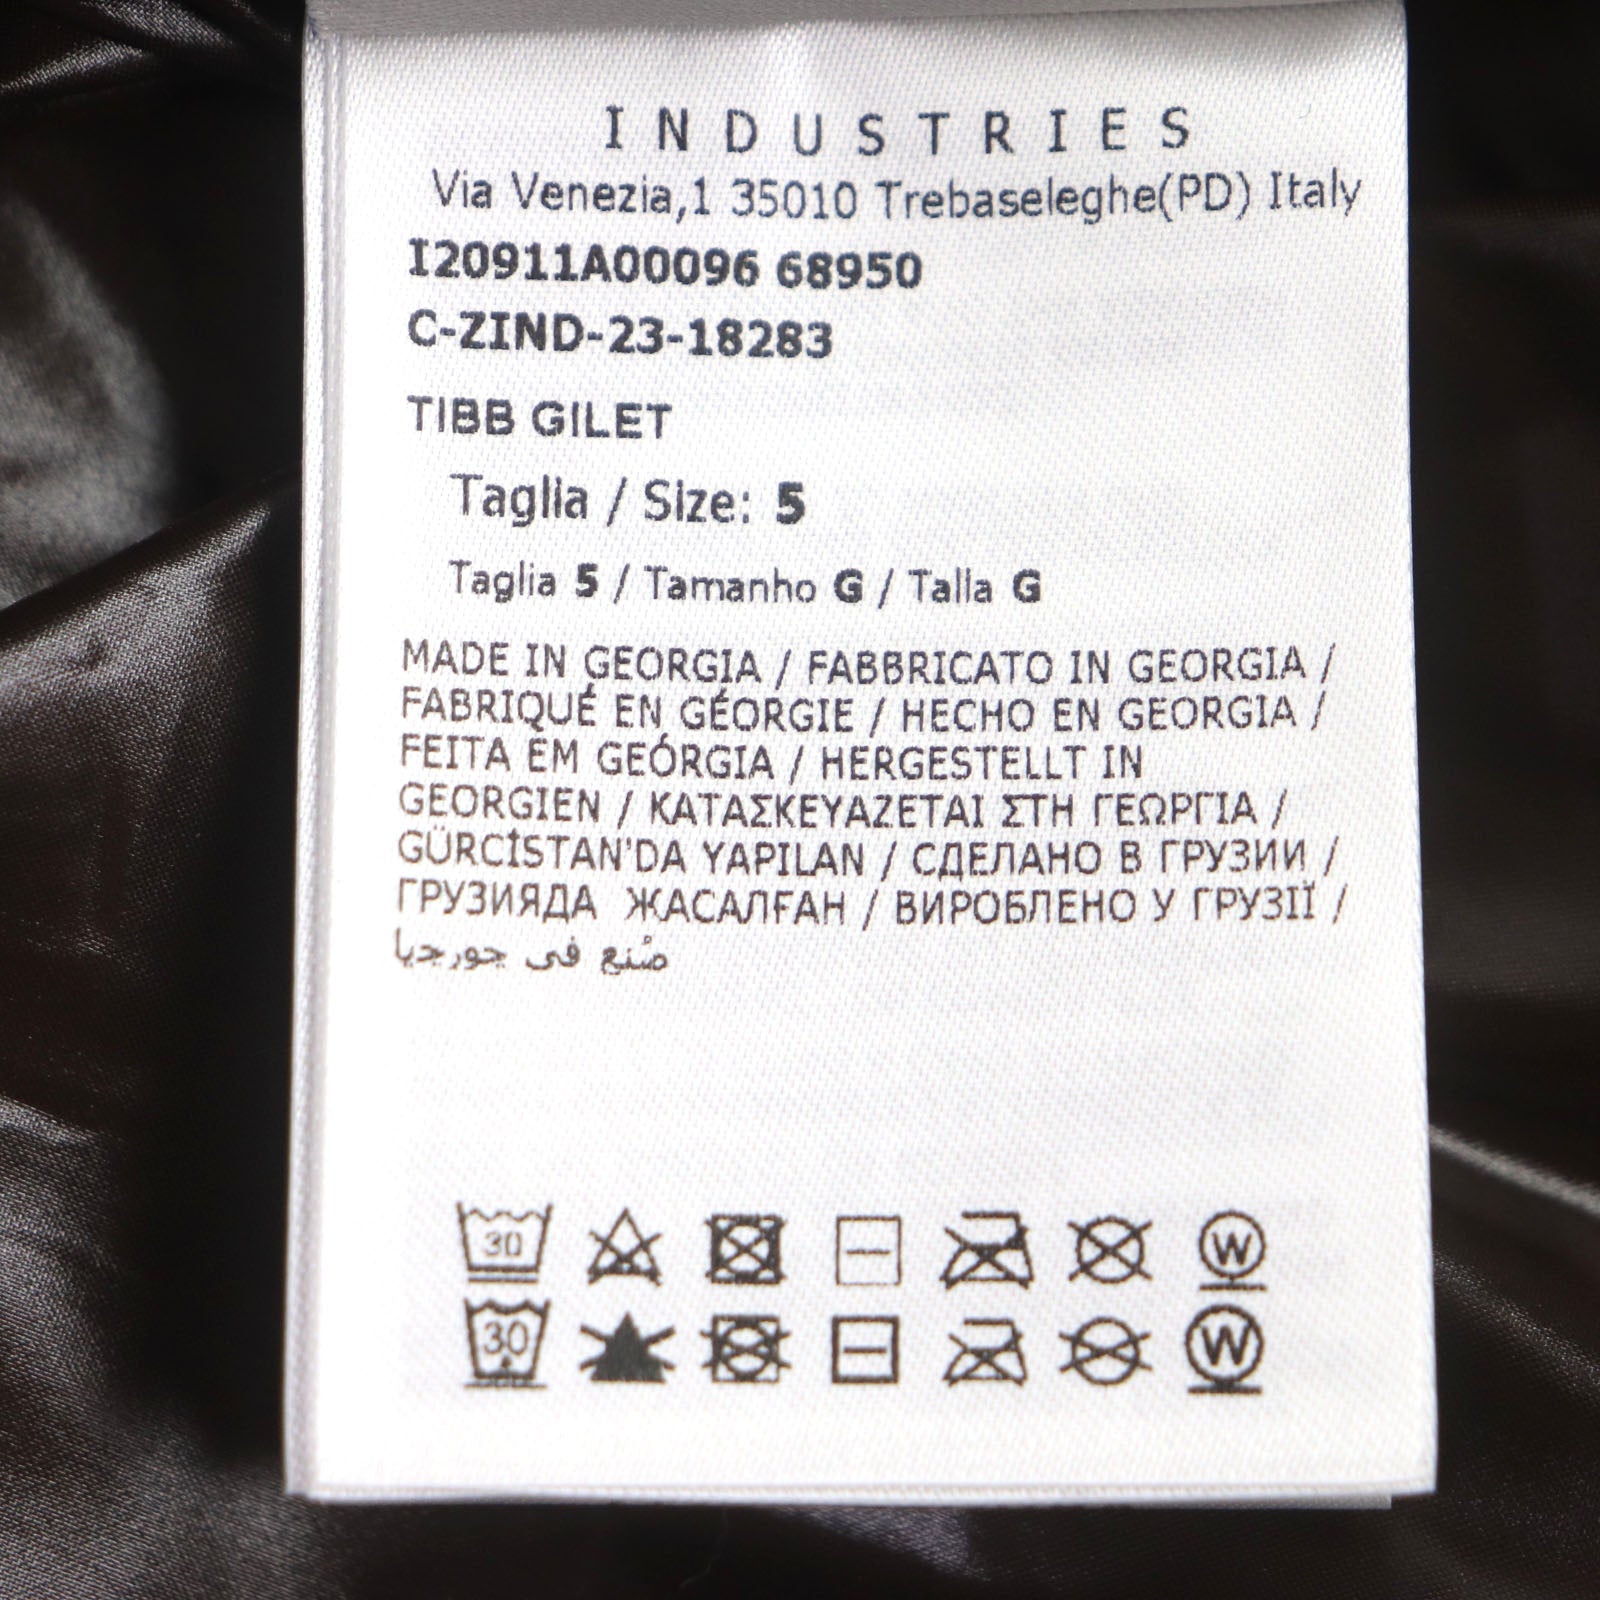 INDUSTRIES
Via Venezia,1 35010 Trebaseleghe(PD) Italy
I20911A00096 68950
C-ZIND-23-18283
TIBB GILET
Taglia / Size: 5
Taglia 5 / Tamanho G / Talla G
MADE IN GEORGIA / FABBRICATO IN GEORGIA /
FABRIQUÉ EN GÉORGIE / HECHO EN GEORGIA /
FEITA EM GEÓRGIA / HERGESTELLT IN
GEORGIEN / ΚΑΤΑΣΚΕΥΑΖΕΤΑΙ ΣΤΗ ΓΕΩΡΓΙΑ /
GÜRCİSTAN'DA YAPILAN / СДЕЛАНО В ГРУЗИИ /
ГРУЗИЯДА ЖАСАЛҒАН / ВИРОБЛЕНО У ГРУЗІЇ /
صُنع في جورجيا
30 W
30 W